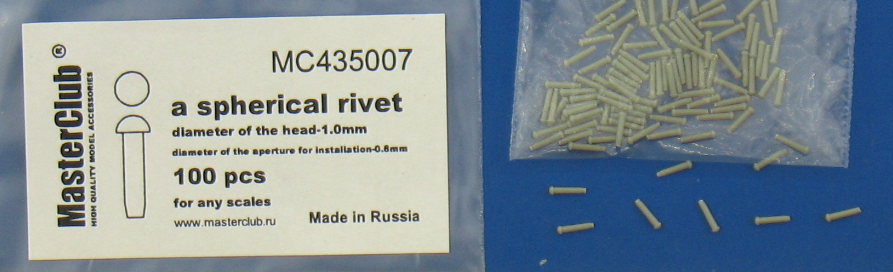 MasterClub ®
HIGH QUALITY MODEL ACCESSORIES
MC435007
a spherical rivet
diameter of the head-1.0mm
diameter of the aperture for installation-0.8mm
100 pcs
for any scales
www.masterclub.ru
Made in Russia